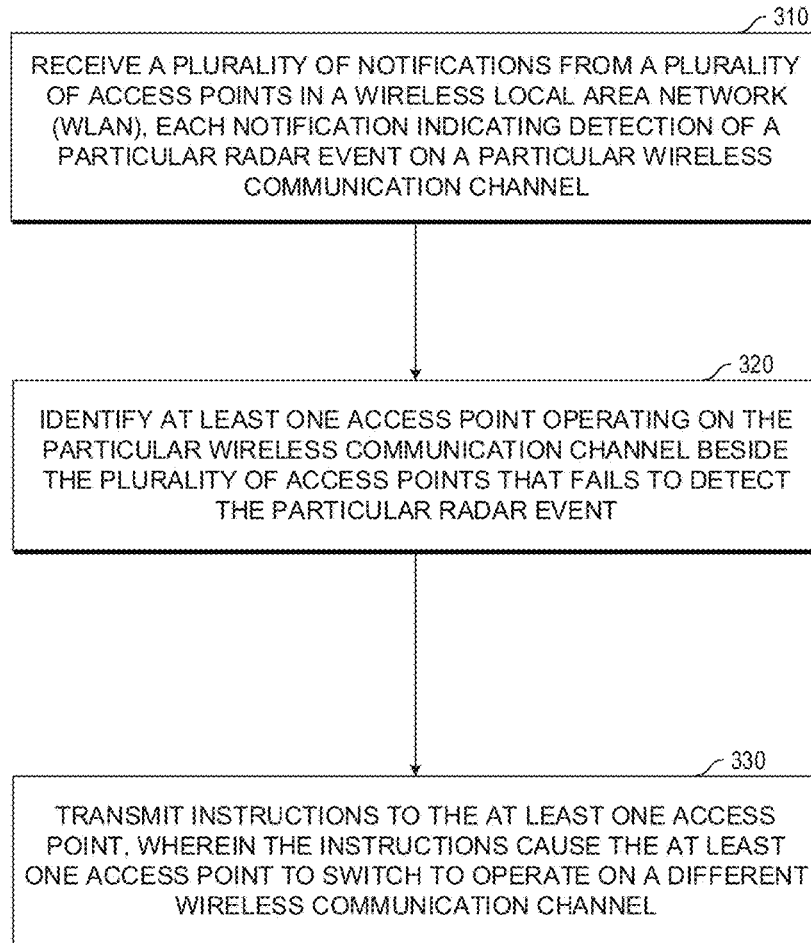 310
RECEIVE A PLURALITY OF NOTIFICATIONS FROM A PLURALITY
OF ACCESS POINTS IN A WIRELESS LOCAL AREA NETWORK
(WLAN), EACH NOTIFICATION INDICATING DETECTION OF A
PARTICULAR RADAR EVENT ON A PARTICULAR WIRELESS
COMMUNICATION CHANNEL
320
IDENTIFY AT LEAST ONE ACCESS POINT OPERATING ON THE
PARTICULAR WIRELESS COMMUNICATION CHANNEL BESIDE
THE PLURALITY OF ACCESS POINTS THAT FAILS TO DETECT
THE PARTICULAR RADAR EVENT
330
TRANSMIT INSTRUCTIONS TO THE AT LEAST ONE ACCESS
POINT, WHEREIN THE INSTRUCTIONS CAUSE THE AT LEAST
ONE ACCESS POINT TO SWITCH TO OPERATE ON A DIFFERENT
WIRELESS COMMUNICATION CHANNEL